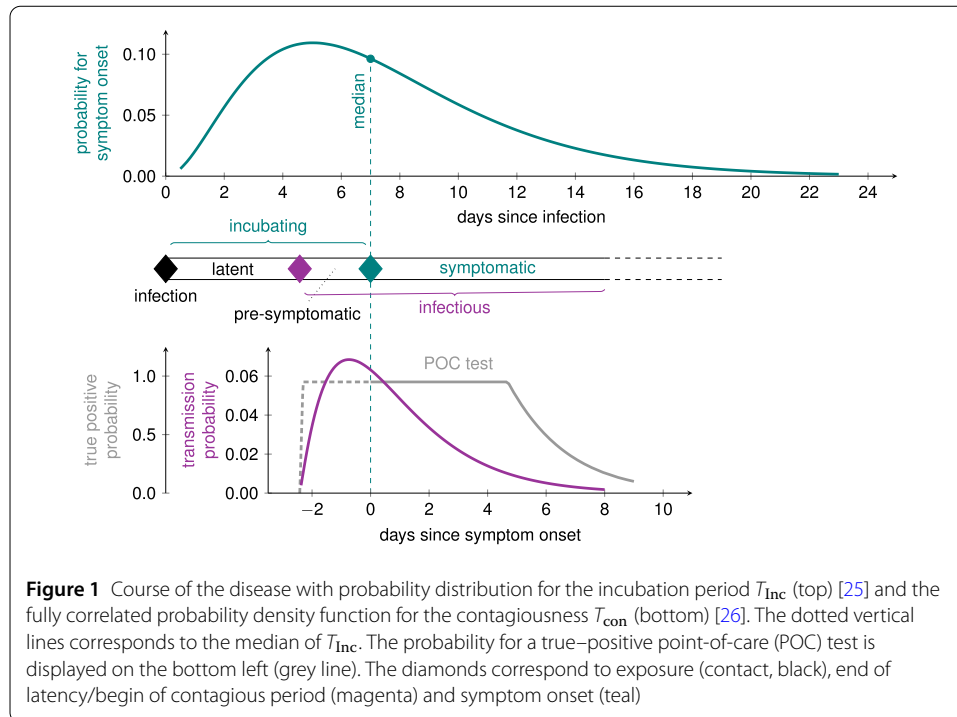 probability for
symptom onset
0.10
0.05
0.00
median
0 2 4 6 8 10 12 14 16 18 20 22 24
days since infection
incubating
latent
symptomatic
infection
pre-symptomatic
infectious
true positive
probability
1.0
0.5
0.0
transmission
probability
0.06
0.04
0.02
0.00
POC test
−2 0 2 4 6 8 10
days since symptom onset
Figure 1 Course of the disease with probability distribution for the incubation period T_Inc (top) [25] and the
fully correlated probability density function for the contagiousness T_con (bottom) [26]. The dotted vertical
lines corresponds to the median of T_Inc. The probability for a true–positive point-of-care (POC) test is
displayed on the bottom left (grey line). The diamonds correspond to exposure (contact, black), end of
latency/begin of contagious period (magenta) and symptom onset (teal)